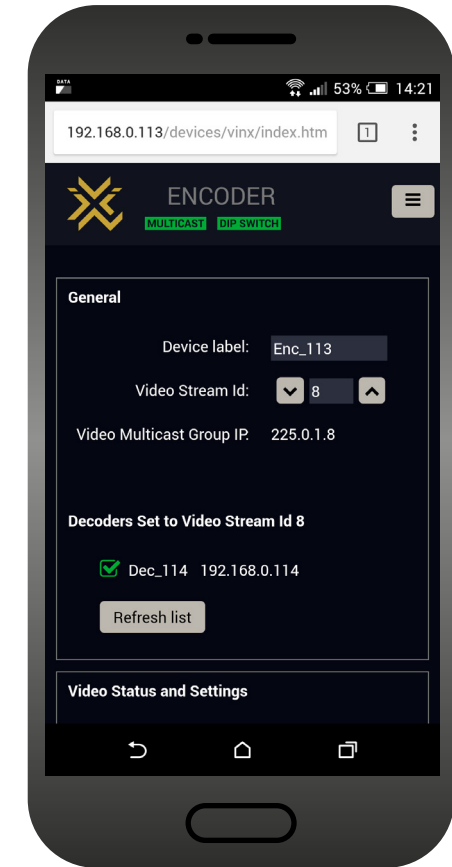 DATA
53% 14:21
192.168.0.113/devices/vinx/index.htm 1
ENCODER
MULTICAST DIP SWITCH
General
Device label: Enc_113
Video Stream Id: 8
Video Multicast Group IP: 225.0.1.8
Decoders Set to Video Stream Id 8
Dec_114 192.168.0.114
Refresh list
Video Status and Settings